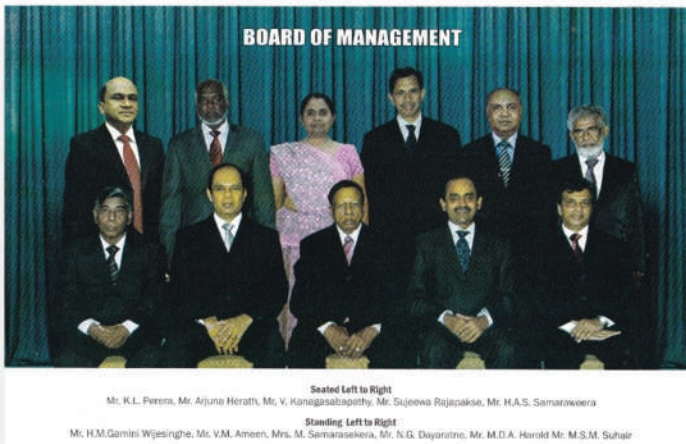 BOARD OF MANAGEMENT
Seated Left to Right
Mr. K.L. Perera, Mr. Arjuna Herath, Mr, V. Kanagasabapethy, Mr. Sujeewa Rajapakse, Mr. H.A.S. Samaraweera
Standing Left to Right
Mr. H.M.Gamini Wijesinghe, Mr. V.M. Ameen, Mrs. M. Samarasekera, Mr. N.G. Dayaratne, Mr. M.D.A. Harold Mr. M.S.M. Suhair